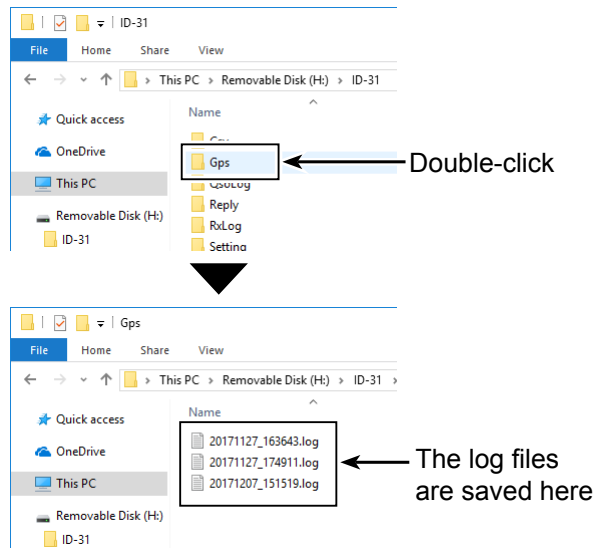 ID-31
File Home Share View
This PC > Removable Disk (H:) > ID-31
Name
Quick access
Csv
OneDrive
Gps
Double-click
This PC
QsoLog
Reply
Removable Disk (H:)
RxLog
ID-31
Setting
Gps
File Home Share View
This PC > Removable Disk (H:) > ID-31 >
Name
Quick access
20171127_163643.log
OneDrive
20171127_174911.log
The log files
are saved here
This PC
20171207_151519.log
Removable Disk (H:)
ID-31